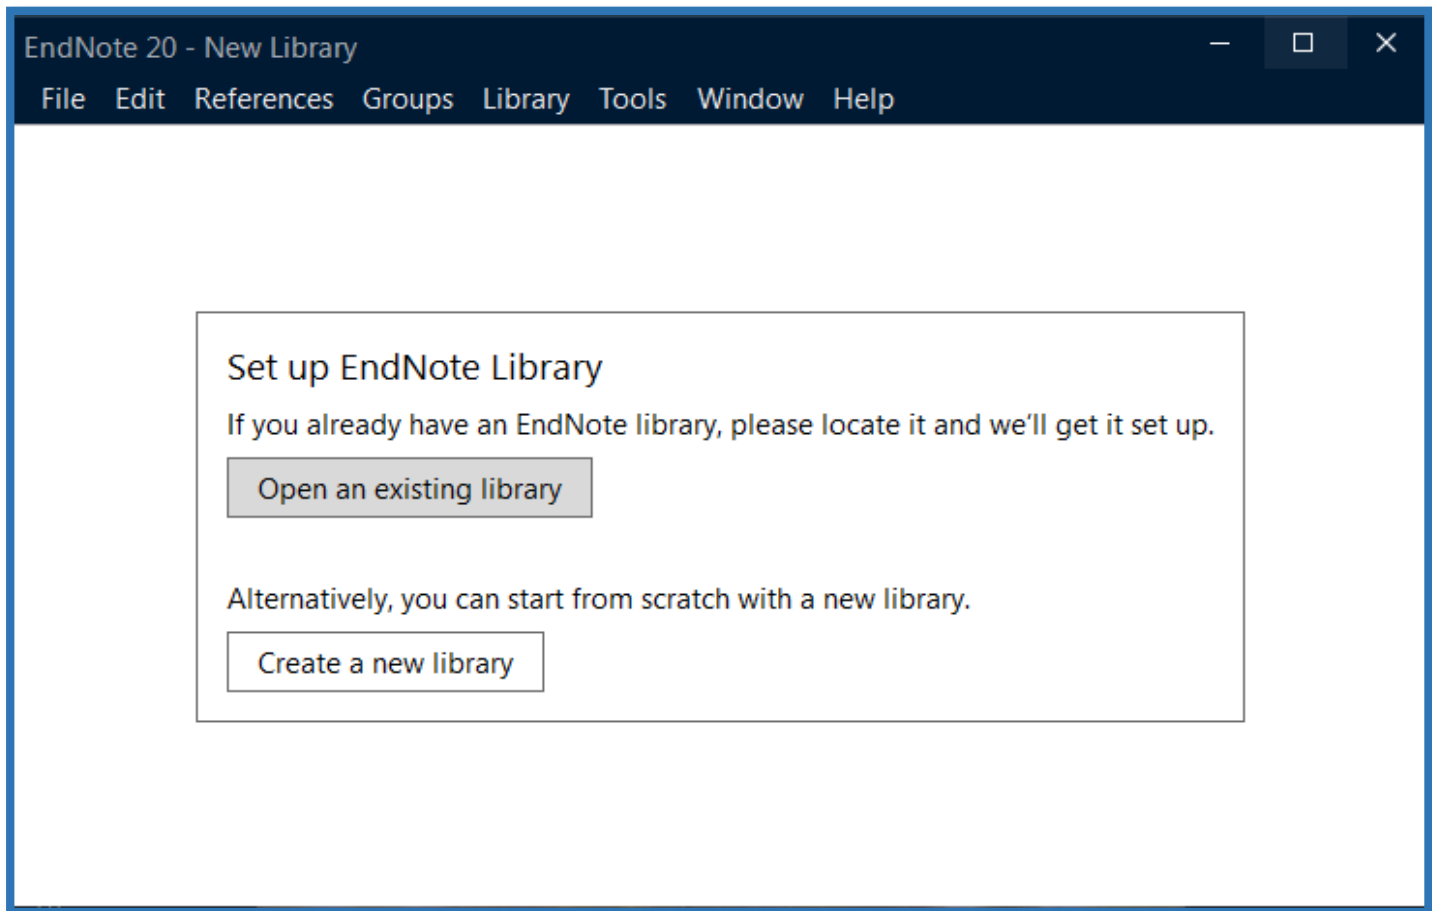 EndNote 20 - New Library
File Edit References Groups Library Tools Window Help
Set up EndNote Library
If you already have an EndNote library, please locate it and we’ll get it set up.
Open an existing library
Alternatively, you can start from scratch with a new library.
Create a new library